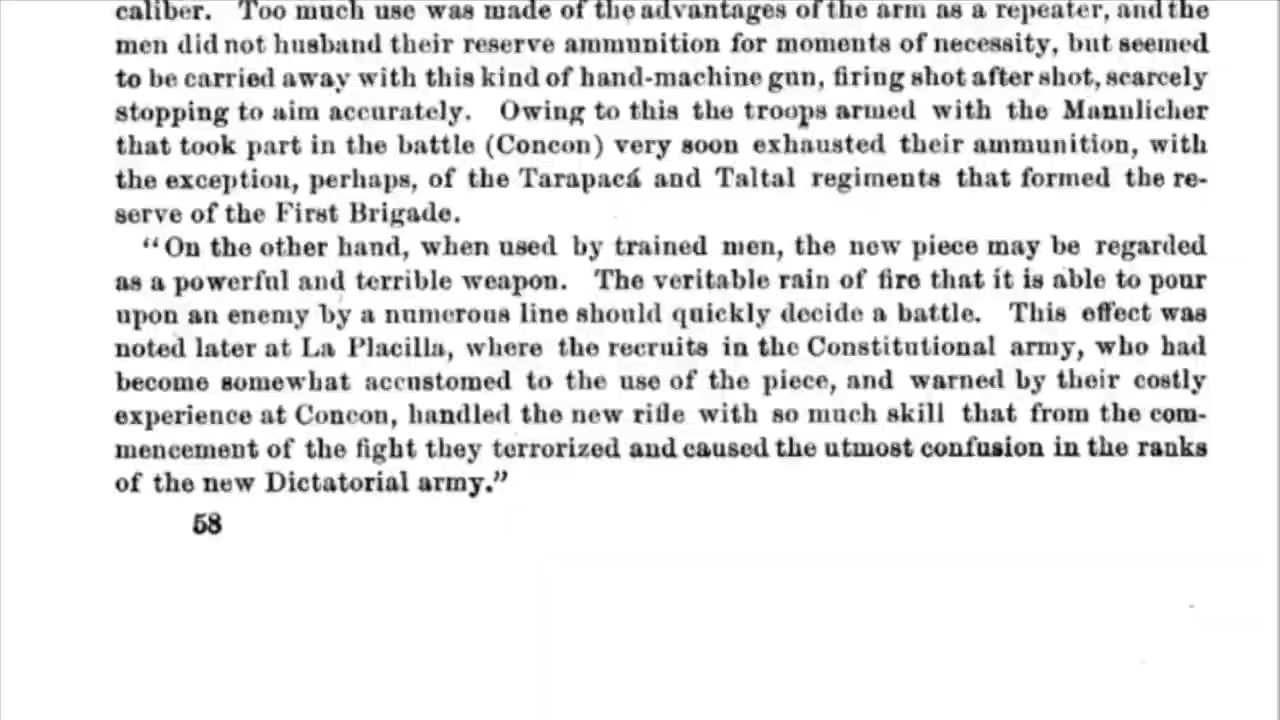 caliber. Too much use was made of the advantages of the arm as a repeater, and the
men did not husband their reserve ammunition for moments of necessity, but seemed
to be carried away with this kind of hand-machine gun, firing shot after shot, scarcely
stopping to aim accurately. Owing to this the troops armed with the Mannlicher
that took part in the battle (Concon) very soon exhausted their ammunition, with
the exception, perhaps, of the Tarapacá and Taltal regiments that formed the re-
serve of the First Brigade.
"On the other hand, when used by trained men, the new piece may be regarded
as a powerful and terrible weapon. The veritable rain of fire that it is able to pour
upon an enemy by a numerous line should quickly decide a battle. This effect was
noted later at La Placilla, where the recruits in the Constitutional army, who had
become somewhat accustomed to the use of the piece, and warned by their costly
experience at Concon, handled the new rifle with so much skill that from the com-
mencement of the fight they terrorized and caused the utmost confusion in the ranks
of the new Dictatorial army."
58